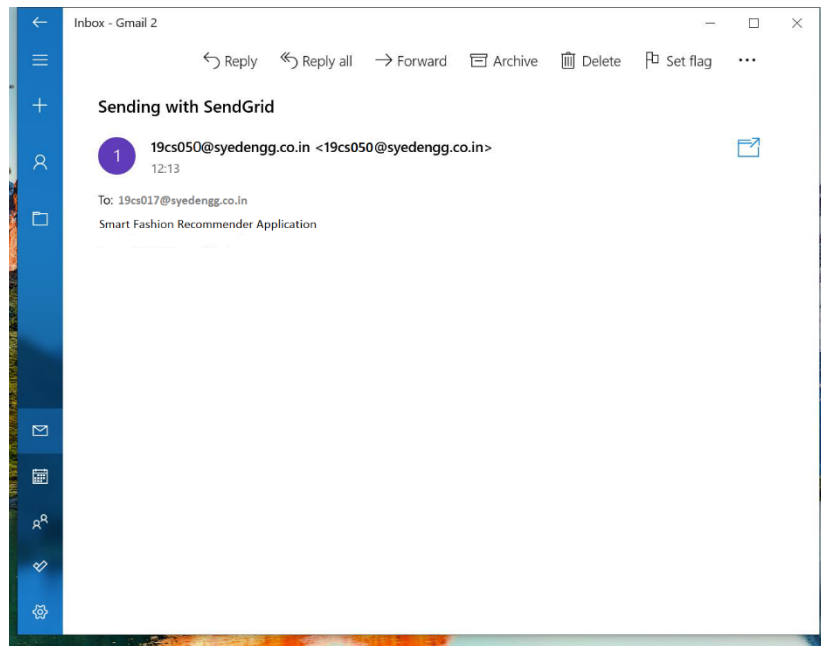 Inbox - Gmail 2
Reply Reply all Forward Archive Delete Set flag
Sending with SendGrid
1
19cs050@syedengg.co.in <19cs050@syedengg.co.in>
12:13
To: 19cs017@syedengg.co.in
Smart Fashion Recommender Application